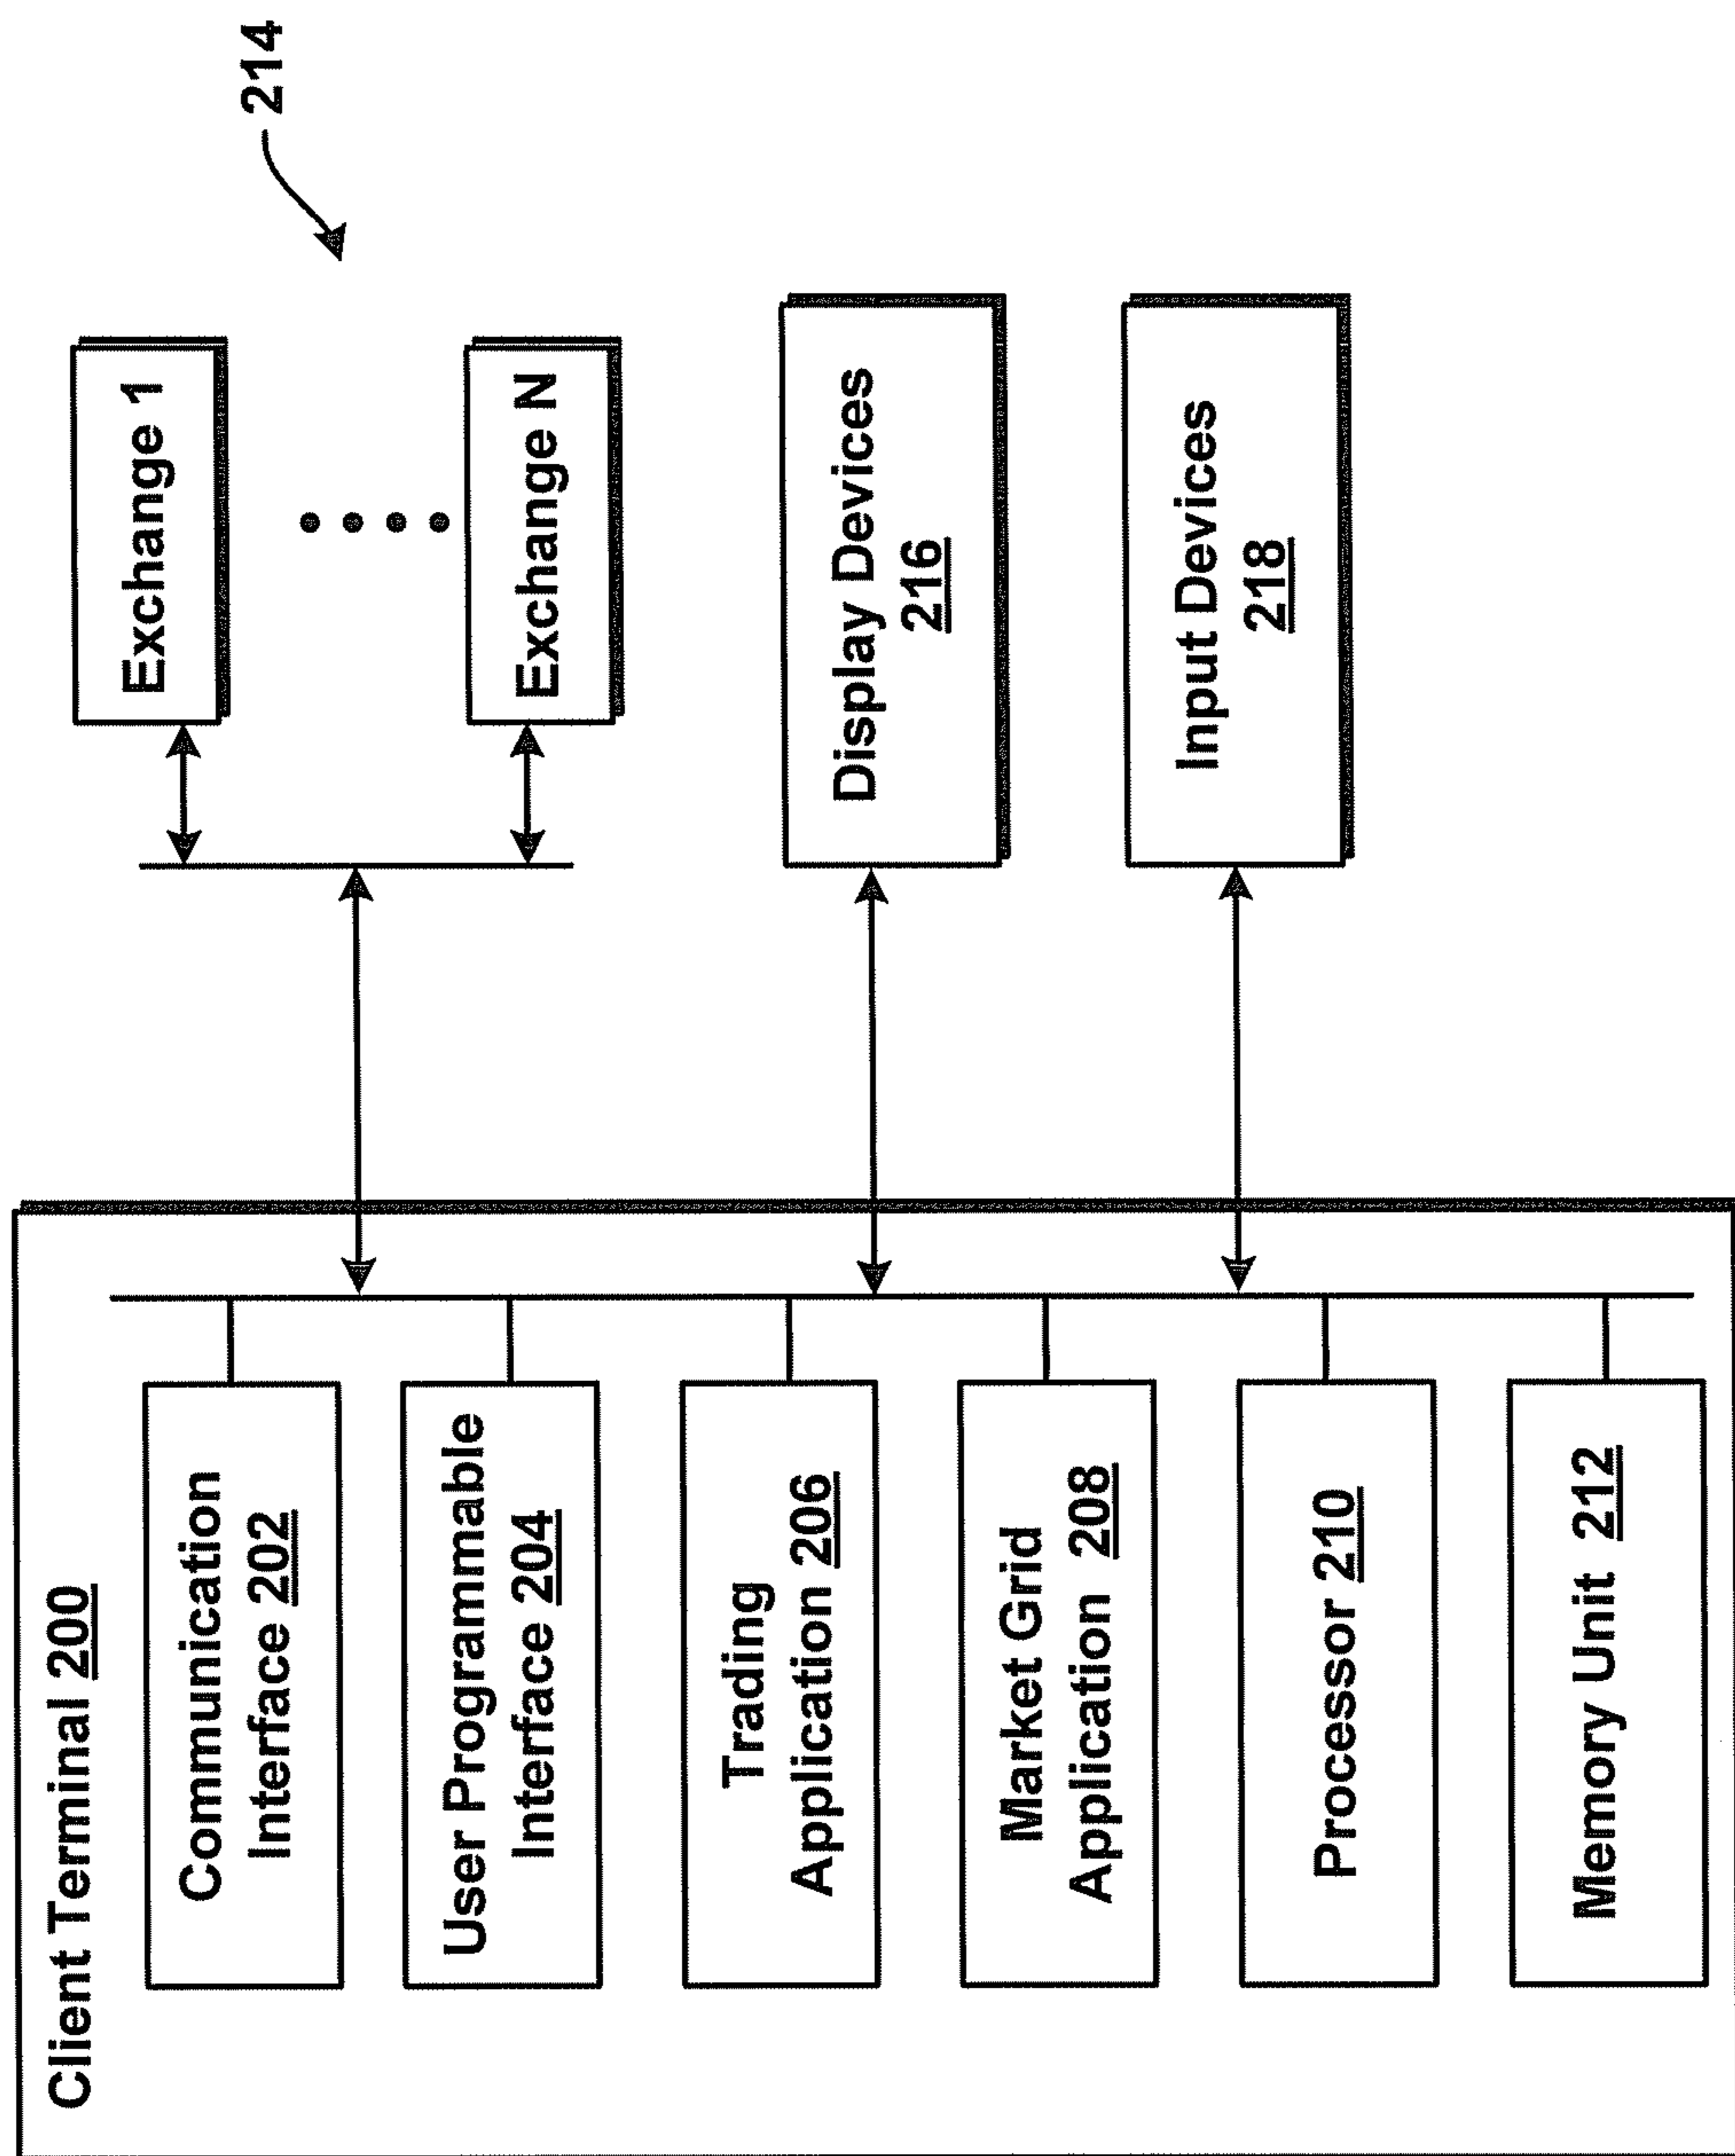 Client Terminal 200
Communication
Interface 202
User Programmable
Interface 204
Trading
Application 206
Market Grid
Application 208
Processor 210
Memory Unit 212
Exchange 1
Exchange N
214
Display Devices
216
Input Devices
218